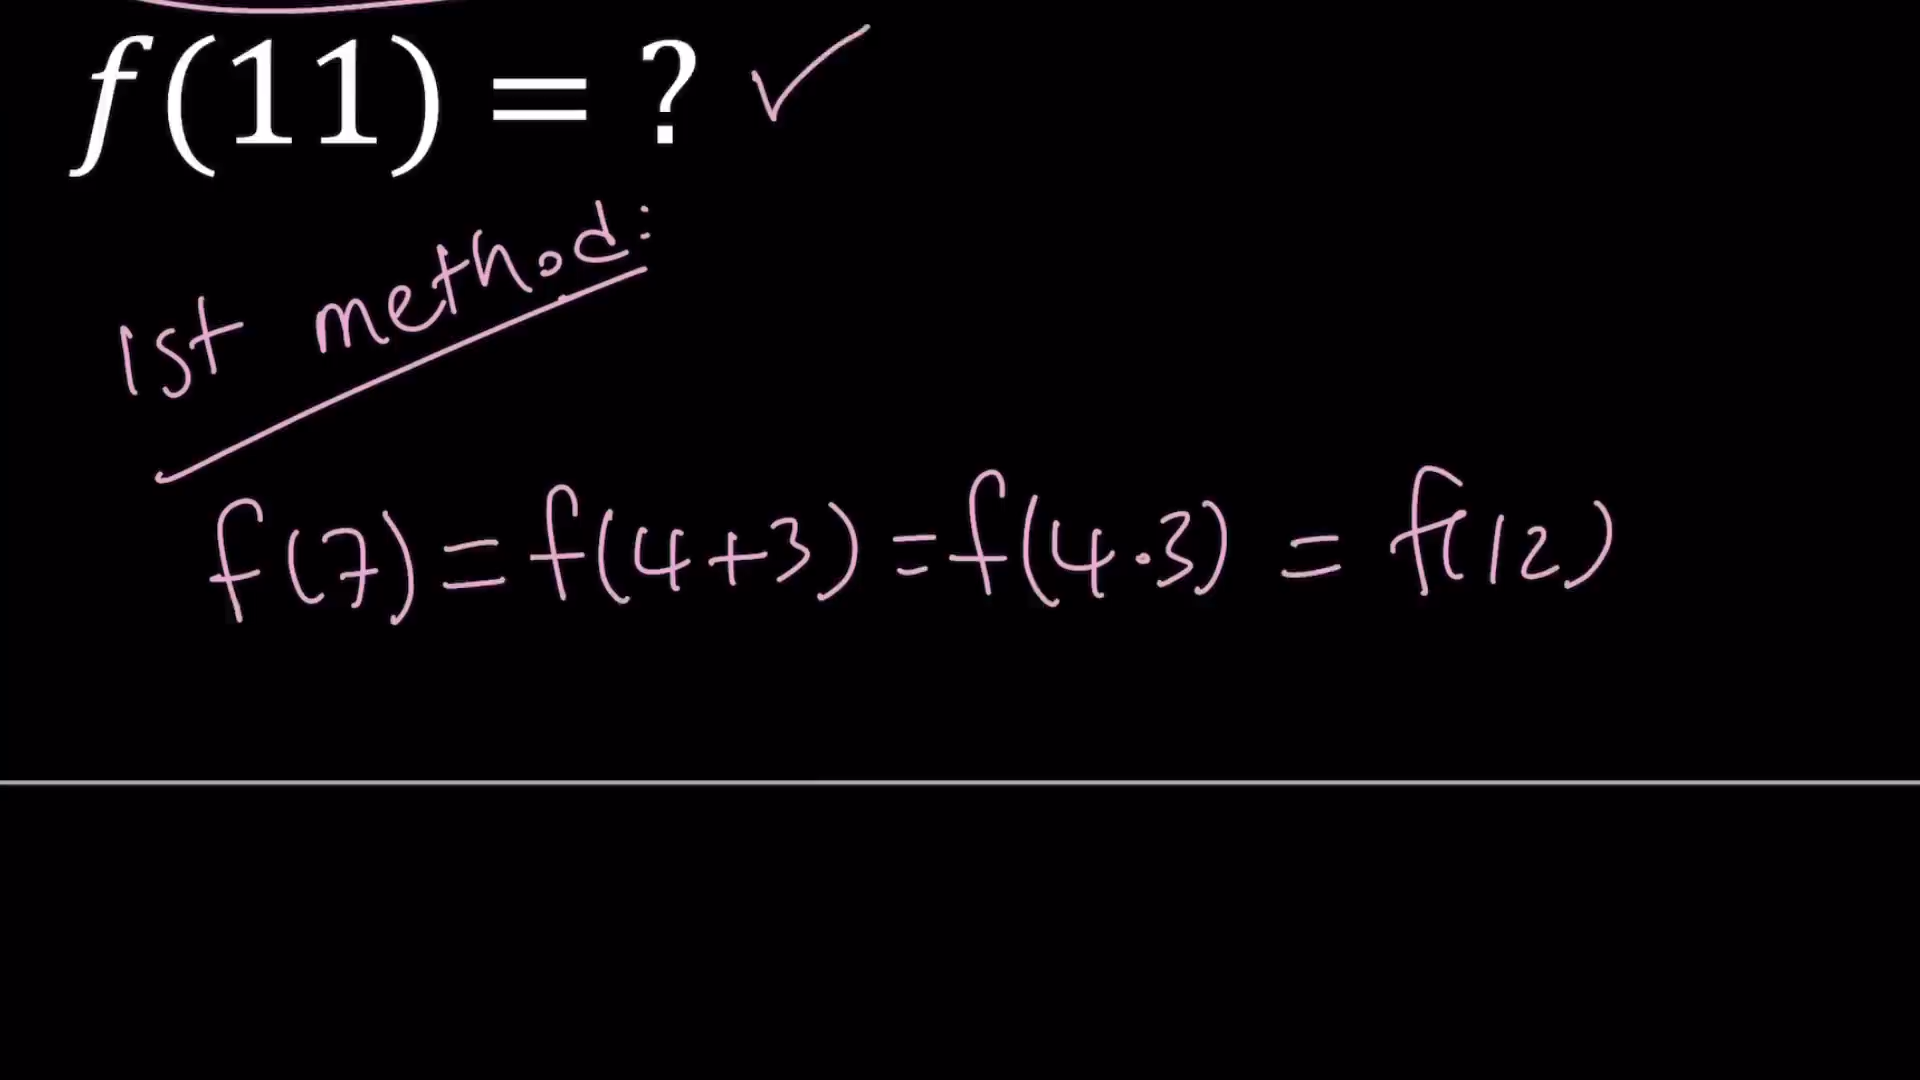 f(11) = ? ✓
1st method:
f(7) = f(4+3) = f(4·3) = f(12)